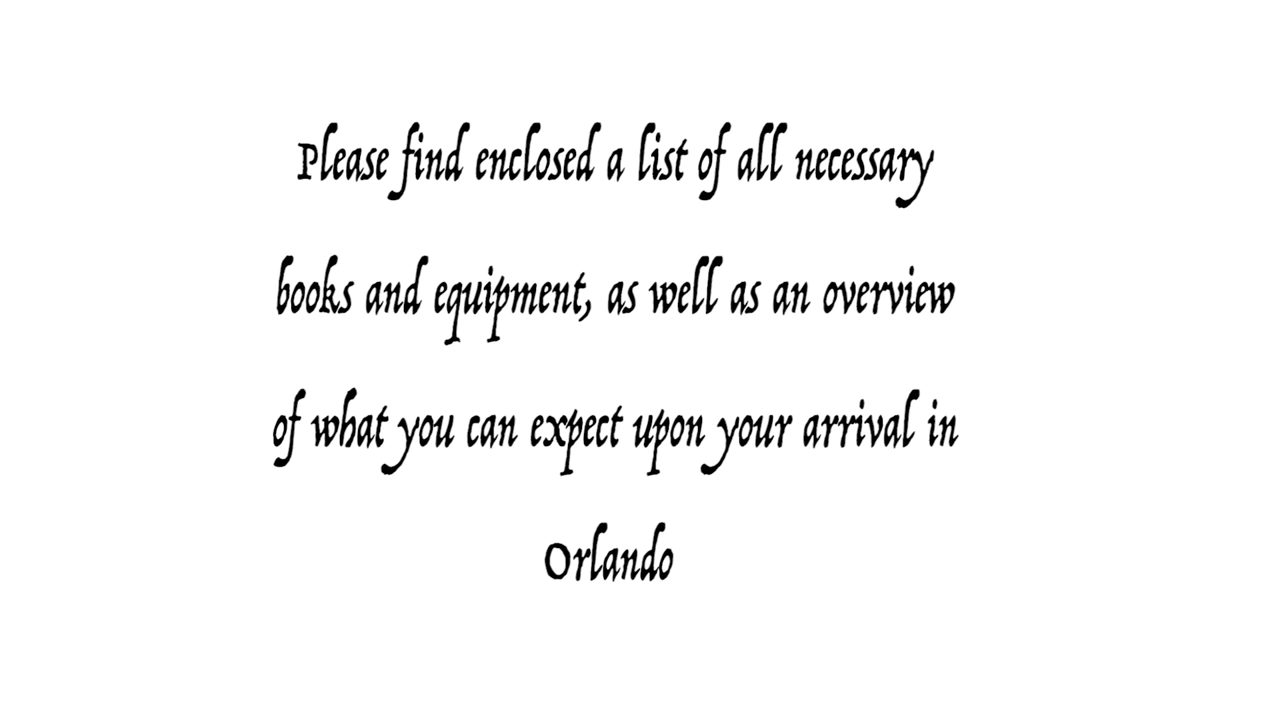 Please find enclosed a list of all necessary
books and equipment, as well as an overview
of what you can expect upon your arrival in
Orlando